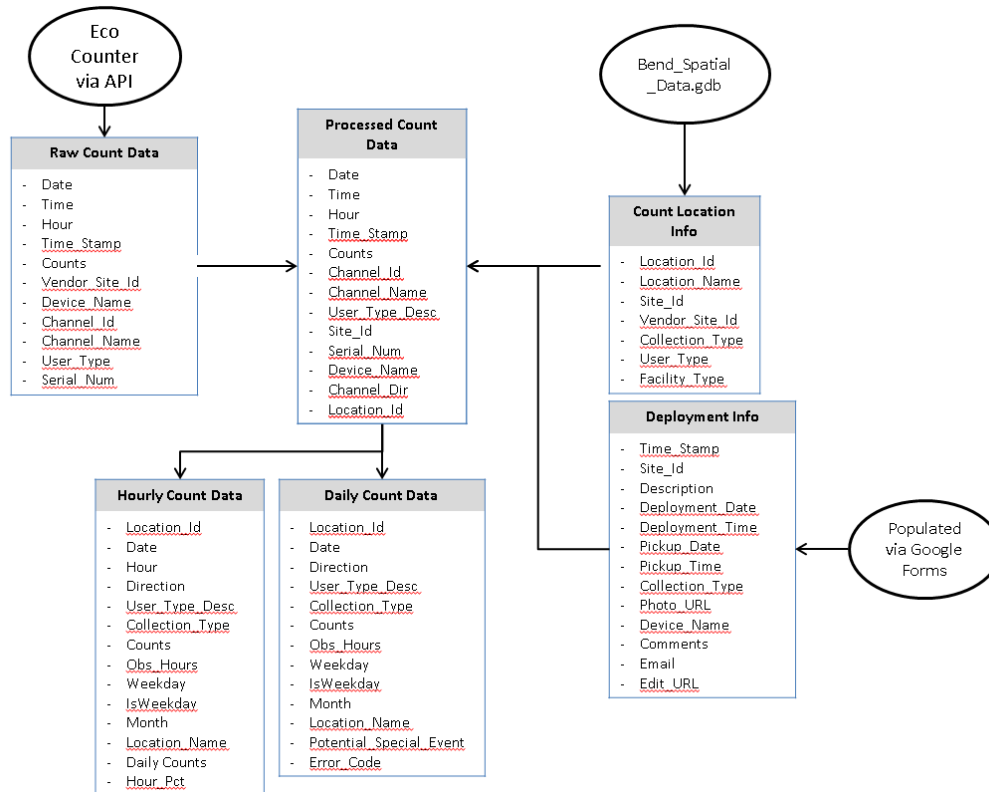 Eco
Counter
via API
Bend_Spatial
_Data.gdb
Raw Count Data
- Date
- Time
- Hour
- Time_Stamp
- Counts
- Vendor_Site_Id
- Device_Name
- Channel_Id
- Channel_Name
- User_Type
- Serial_Num
Processed Count
Data
- Date
- Time
- Hour
- Time_Stamp
- Counts
- Channel_Id
- Channel_Name
- User_Type_Desc
- Site_Id
- Serial_Num
- Device_Name
- Channel_Dir
- Location_Id
Count Location
Info
- Location_Id
- Location_Name
- Site_Id
- Vendor_Site_Id
- Collection_Type
- User_Type
- Facility_Type
Deployment Info
- Time_Stamp
- Site_Id
- Description
- Deployment_Date
- Deployment_Time
- Pickup_Date
- Pickup_Time
- Collection_Type
- Photo_URL
- Device_Name
- Comments
- Email
- Edit_URL
Populated
via Google
Forms
Hourly Count Data
- Location_Id
- Date
- Hour
- Direction
- User_Type_Desc
- Collection_Type
- Counts
- Obs_Hours
- Weekday
- IsWeekday
- Month
- Location_Name
- Daily Counts
- Hour_Pct
Daily Count Data
- Location_Id
- Date
- Direction
- User_Type_Desc
- Collection_Type
- Counts
- Obs_Hours
- Weekday
- IsWeekday
- Month
- Location_Name
- Potential_Special_Event
- Error_Code